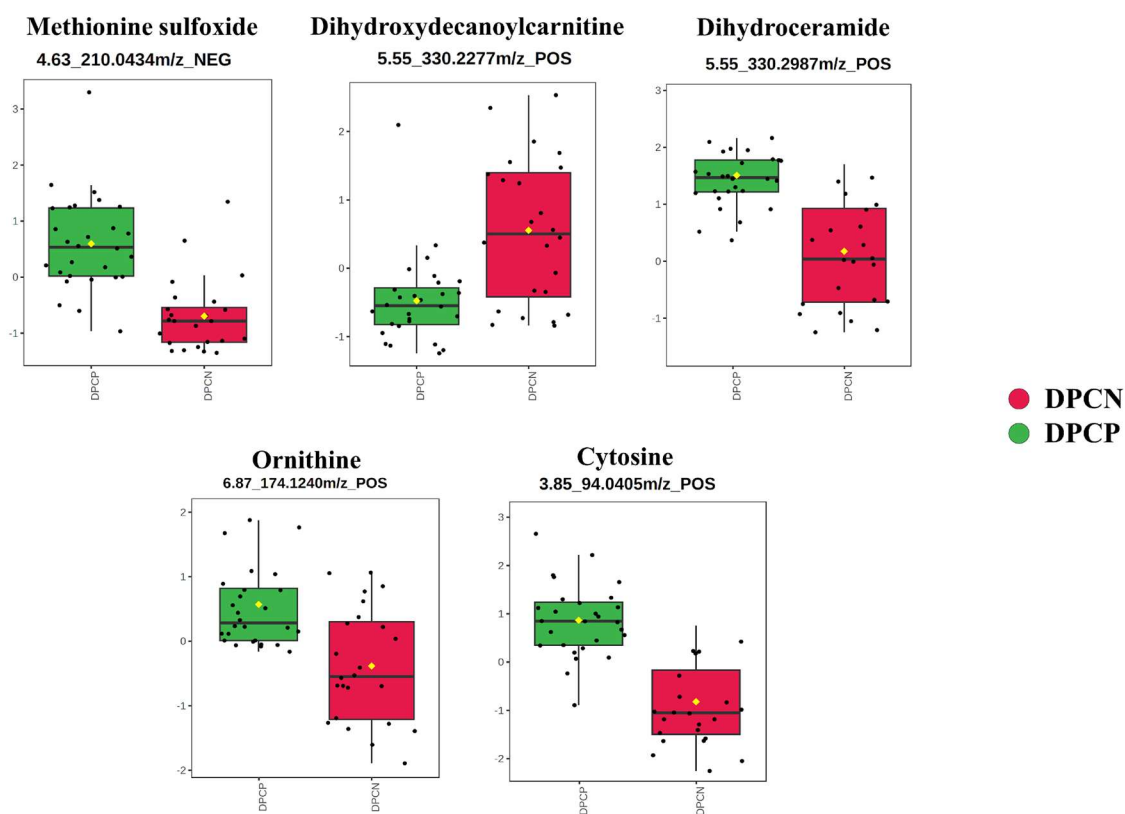 Methionine sulfoxide
4.63_210.0434m/z_NEG
3
2
1
0
-1
DPCP
DPCN
Dihydroxydecanoylcarnitine
5.55_330.2277m/z_POS
2
1
0
-1
DPCP
DPCN
Dihydroceramide
5.55_330.2987m/z_POS
3
2
1
0
-1
DPCP
DPCN
DPCN
DPCP
Ornithine
6.87_174.1240m/z_POS
2
1
0
-1
-2
DPCP
DPCN
Cytosine
3.85_94.0405m/z_POS
3
2
1
0
-1
-2
DPCP
DPCN